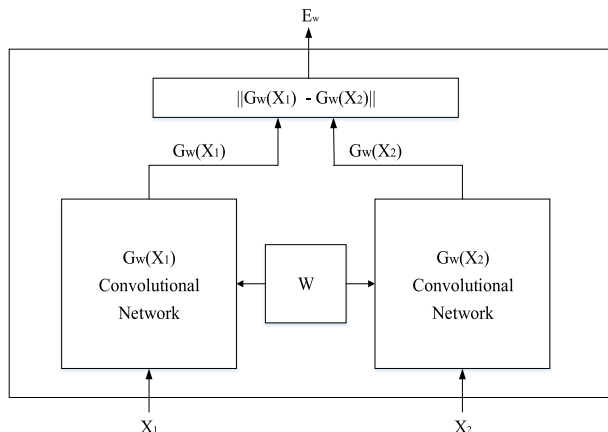 Ew
||Gw(X1) - Gw(X2)||
Gw(X1)
Gw(X2)
Gw(X1)
Convolutional
Network
W
Gw(X2)
Convolutional
Network
X1
X2